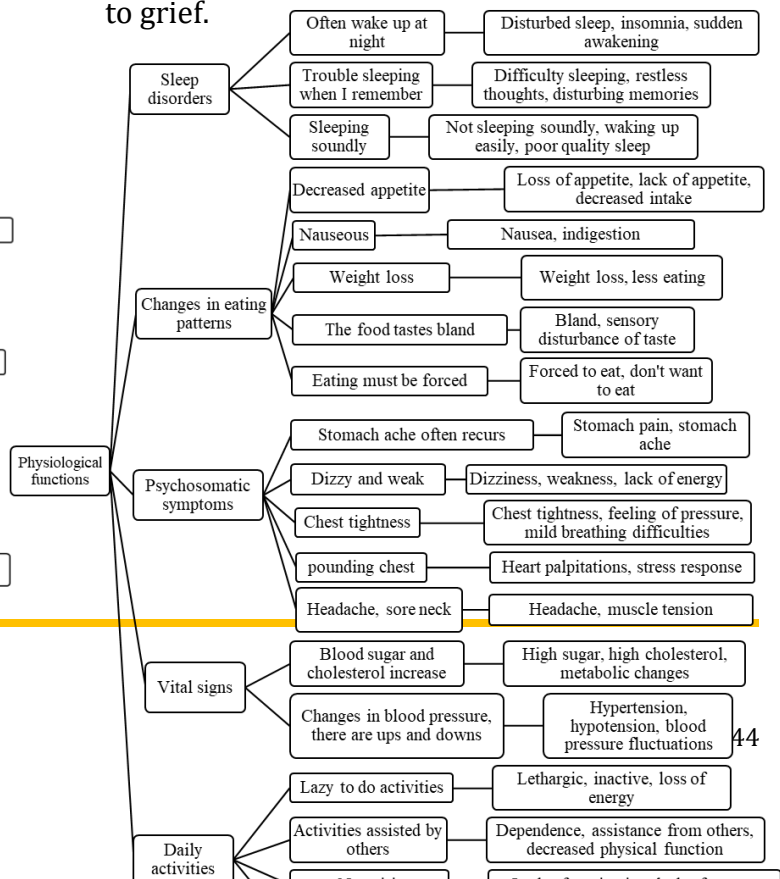 to grief.
Often wake up at
night
Disturbed sleep, insomnia, sudden
awakening
Sleep
disorders
Trouble sleeping
when I remember
Difficulty sleeping, restless
thoughts, disturbing memories
Sleeping
soundly
Not sleeping soundly, waking up
easily, poor quality sleep
Decreased appetite
Loss of appetite, lack of appetite,
decreased intake
Nauseous
Nausea, indigestion
Changes in eating
patterns
Weight loss
Weight loss, less eating
The food tastes bland
Bland, sensory
disturbance of taste
Eating must be forced
Forced to eat, don't want
to eat
Physiological
functions
Psychosomatic
symptoms
Stomach ache often recurs
Stomach pain, stomach
ache
Dizzy and weak
Dizziness, weakness, lack of energy
Chest tightness
Chest tightness, feeling of pressure,
mild breathing difficulties
pounding chest
Heart palpitations, stress response
Headache, sore neck
Headache, muscle tension
Vital signs
Blood sugar and
cholesterol increase
High sugar, high cholesterol,
metabolic changes
Changes in blood pressure,
there are ups and downs
Hypertension,
hypotension, blood
pressure fluctuations
44
Daily
activities
Lazy to do activities
Lethargic, inactive, loss of
energy
Activities assisted by
others
Dependence, assistance from others,
decreased physical function